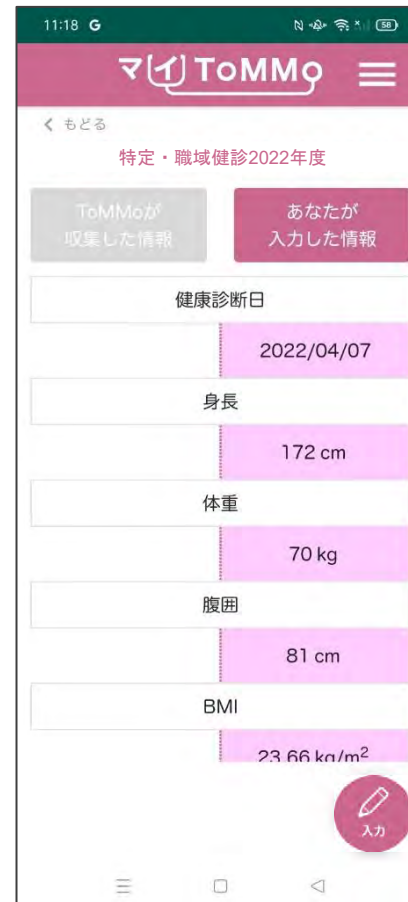 11:18 G
58
マイToMMo
もどる
特定・職域健診2022年度
ToMMoが
収集した情報
あなたが
入力した情報
健康診断日
2022/04/07
身長
172 cm
体重
70 kg
腹囲
81 cm
BMI
23.66 kg/m²
入力